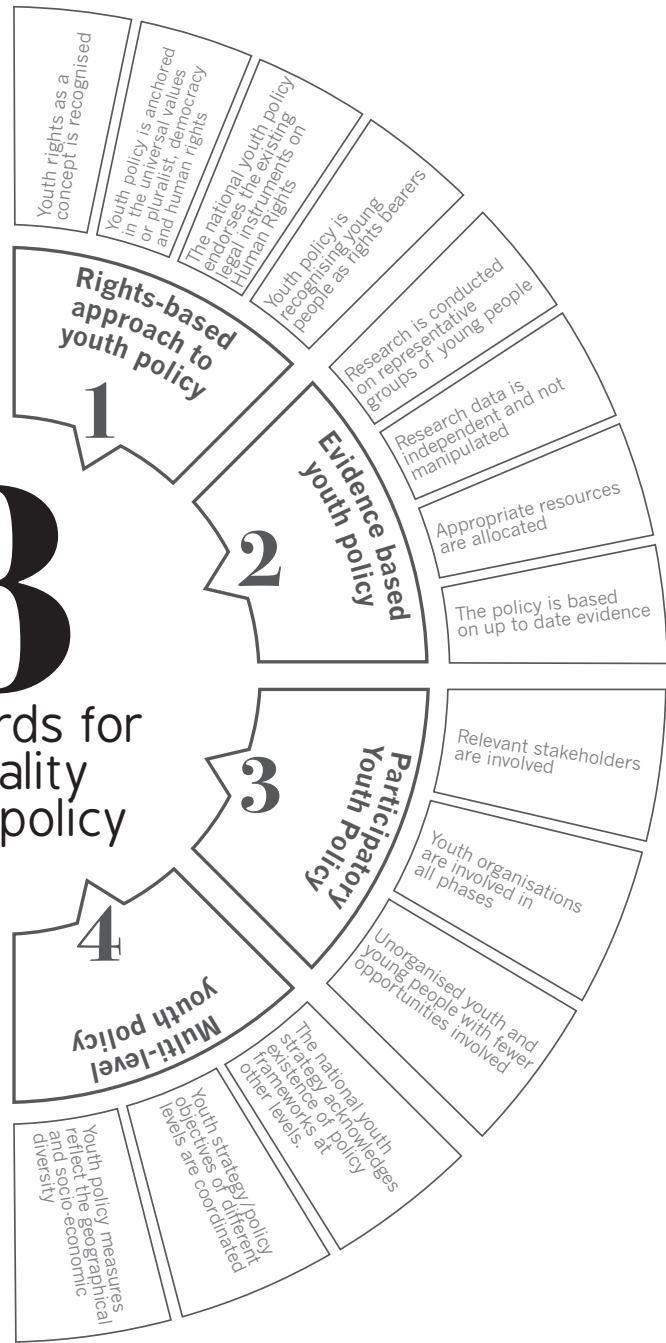 Youth rights as a
concept is recognised
Youth policy is anchored
in the universal values
or pluralist, democracy
and human rights
The national youth policy
endorses the existing
legal instruments on
Human Rights
Youth policy is
recognising young
people as rights bearers
Rights-based
approach to
youth policy
1
Research is conducted
on representative
groups of young people
Research data is
independent and not
manipulated
Appropriate resources
are allocated
The policy is based
on up to date evidence
Evidence based
youth policy
2
8
rds for
ality
policy
Relevant stakeholders
are involved
Youth organisations
are involved in
all phases
Unorganised youth and
young people with fewer
opportunities involved
Participatory
Youth Policy
3
The national youth
strategy acknowledges
existence of policy
frameworks at
other levels.
Youth strategy/policy
objectives of different
levels are coordinated
Youth policy measures
reflect the geographical
and socio-economic
diversity
Multi-level
youth policy
4